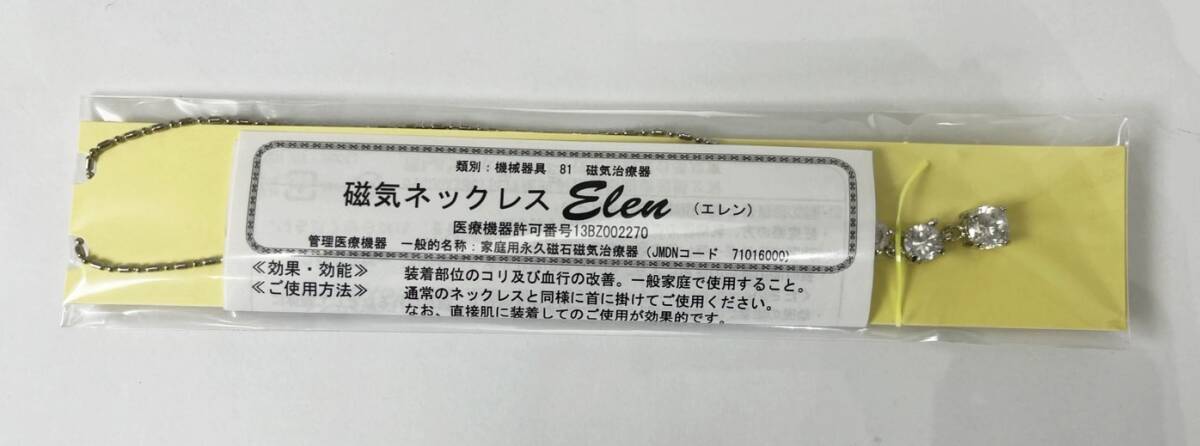 類別：機械器具 81 磁気治療器
磁気ネックレス Elen （エレン）
医療機器許可番号13BZ002270
管理医療機器 一般的名称：家庭用永久磁石磁気治療器（JMDNコード 71016000）
≪効果・効能≫ 装着部位のコリ及び血行の改善。一般家庭で使用すること。
≪ご使用方法≫ 通常のネックレスと同様に首に掛けてご使用ください。
なお、直接肌に装着してのご使用が効果的です。